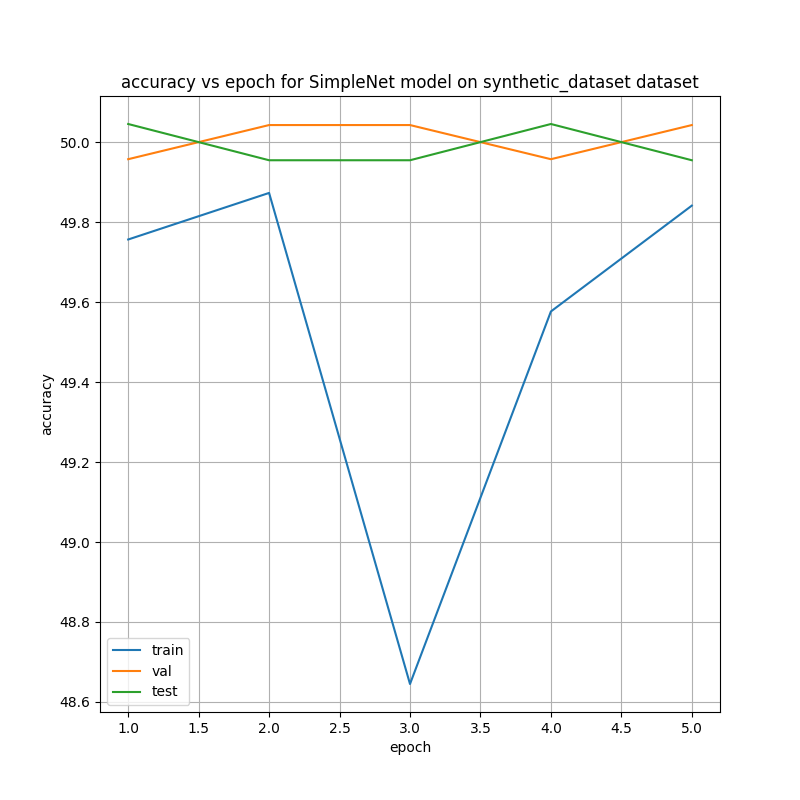 accuracy vs epoch for SimpleNet model on synthetic_dataset dataset
50.0
49.8
49.6
49.4
49.2
49.0
48.8
48.6
accuracy
train
val
test
1.0 1.5 2.0 2.5 3.0 3.5 4.0 4.5 5.0
epoch